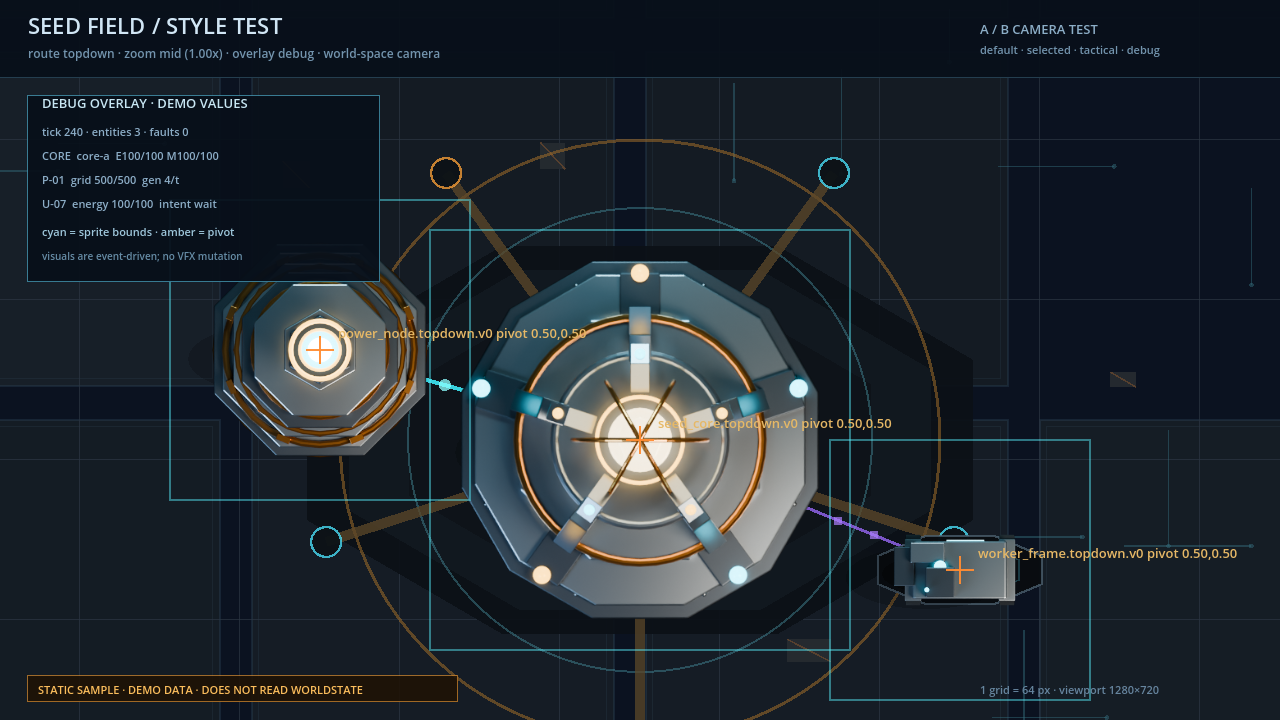 SEED FIELD / STYLE TEST
route topdown · zoom mid (1.00x) · overlay debug · world-space camera
A / B CAMERA TEST
default · selected · tactical · debug
DEBUG OVERLAY · DEMO VALUES
tick 240 · entities 3 · faults 0
CORE core-a E100/100 M100/100
P-01 grid 500/500 gen 4/t
U-07 energy 100/100 intent wait
cyan = sprite bounds · amber = pivot
visuals are event-driven; no VFX mutation
power_node.topdown.v0 pivot 0.50,0.50
seed_core.topdown.v0 pivot 0.50,0.50
worker_frame.topdown.v0 pivot 0.50,0.50
STATIC SAMPLE · DEMO DATA · DOES NOT READ WORLDSTATE
1 grid = 64 px · viewport 1280×720